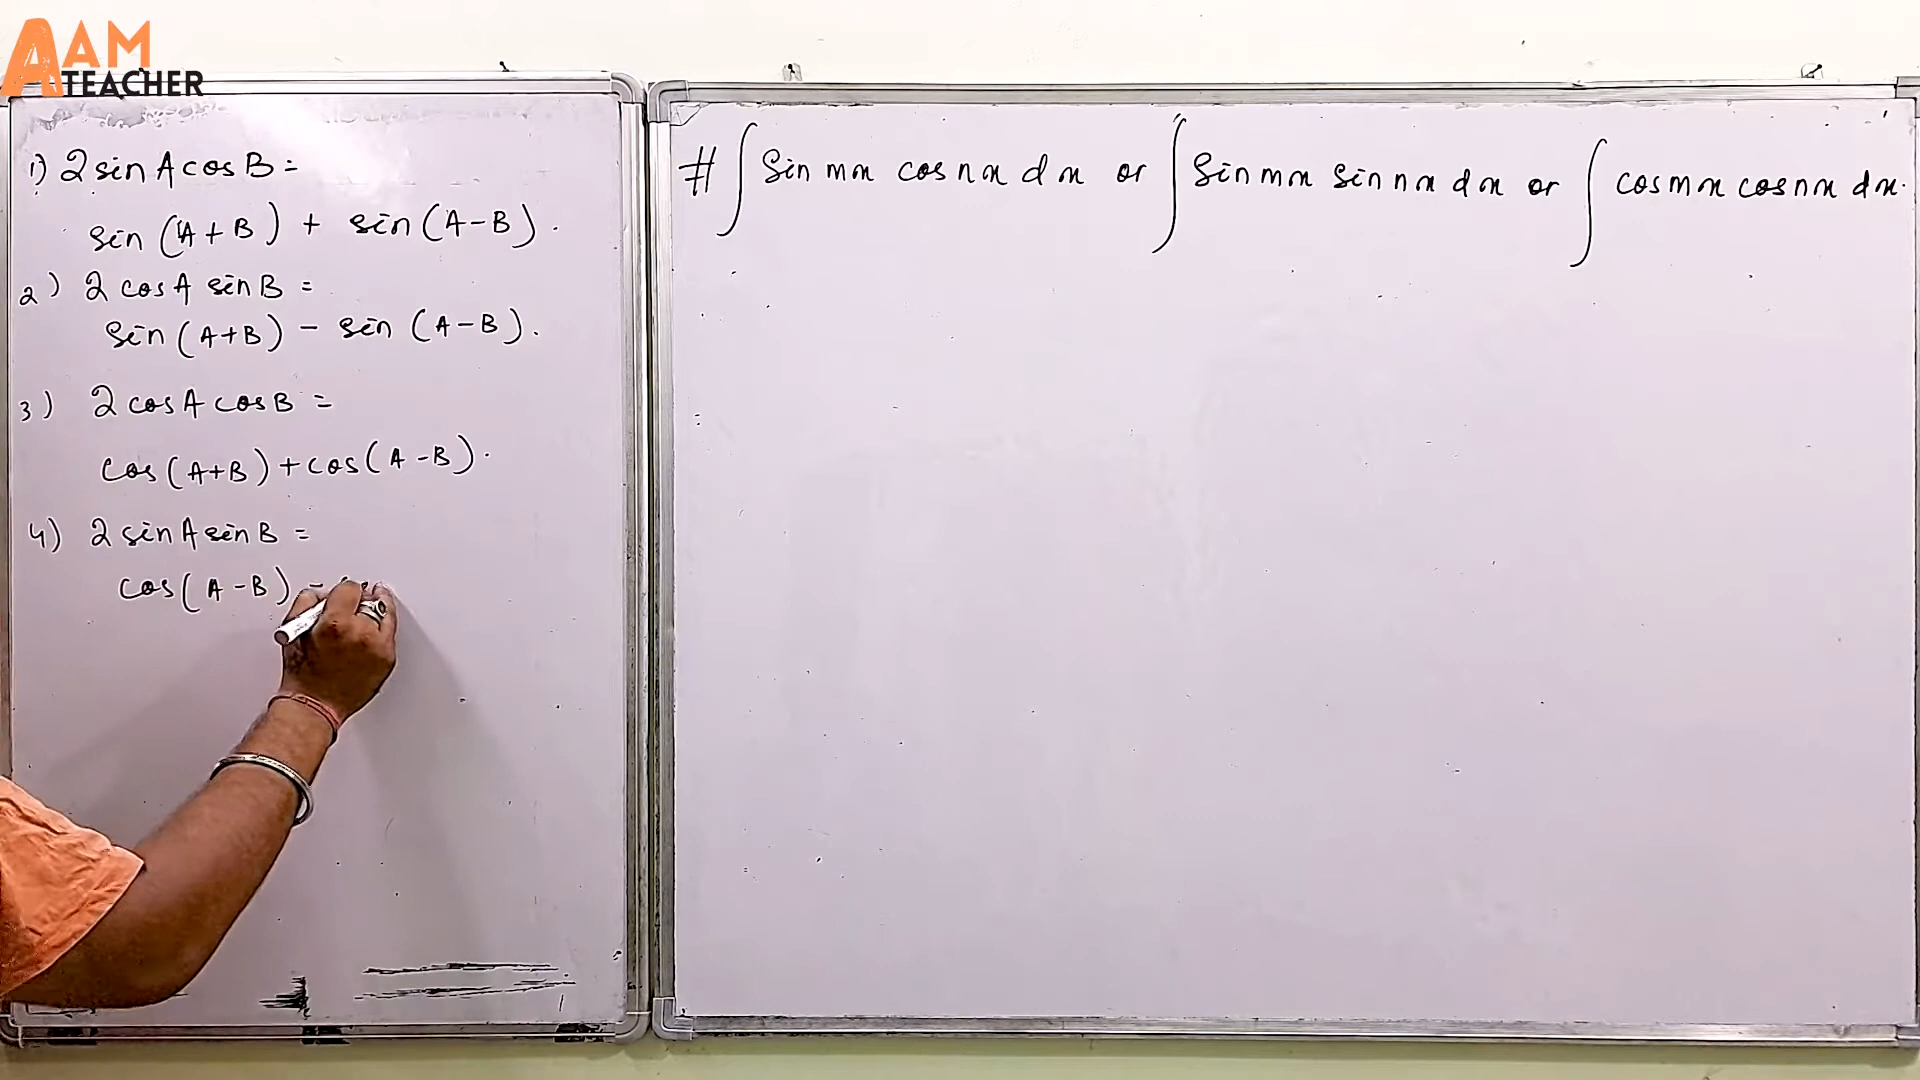 AAM
TEACHER
1) 2 sin A cos B =
sin (A+B) + sin (A-B).
2) 2 cos A sin B =
sin (A+B) - sin (A-B).
3) 2 cos A cos B =
cos (A+B) + cos (A-B).
4) 2 sin A sin B =
cos (A-B) -
# ∫ sin mx cos nx dx or ∫ sin mx sin nx dx or ∫ cos mx cos nx dx.